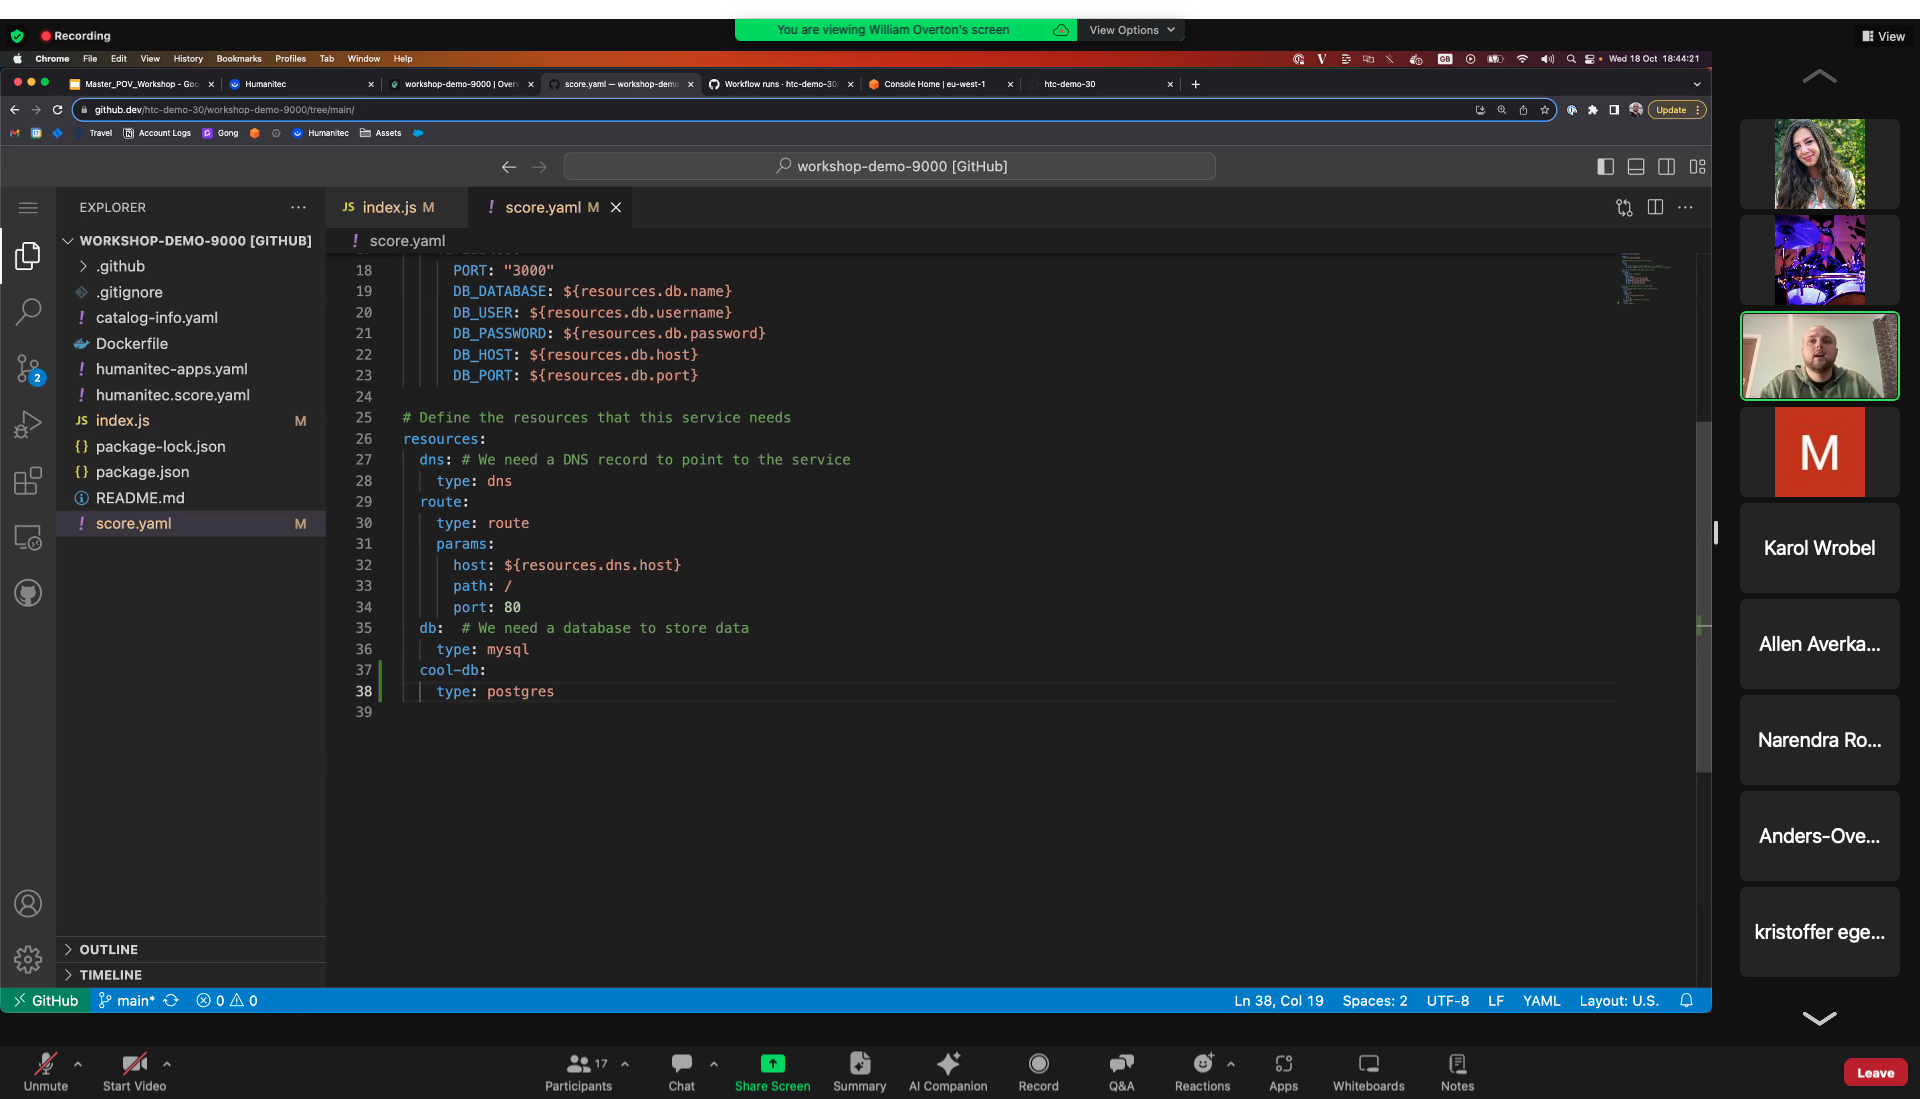 Recording
You are viewing William Overton's screen
View Options
View
Chrome File Edit View History Bookmarks Profiles Tab Window Help
GB
Wed 18 Oct 18:44:21
Master_POV_Workshop - Goo
Humanitec
workshop-demo-9000 | Over
score.yaml — workshop-demo
Workflow runs · htc-demo-30/
Console Home | eu-west-1
htc-demo-30
github.dev/htc-demo-30/workshop-demo-9000/tree/main/
Update
Travel Account Logs Gong Humanitec Assets
workshop-demo-9000 [GitHub]
EXPLORER
JS index.js M
! score.yaml M
WORKSHOP-DEMO-9000 [GITHUB]
! score.yaml
.github
.gitignore
! catalog-info.yaml
Dockerfile
! humanitec-apps.yaml
! humanitec.score.yaml
JS index.js M
{} package-lock.json
{} package.json
README.md
! score.yaml M
2
18 PORT: "3000"
19 DB_DATABASE: ${resources.db.name}
20 DB_USER: ${resources.db.username}
21 DB_PASSWORD: ${resources.db.password}
22 DB_HOST: ${resources.db.host}
23 DB_PORT: ${resources.db.port}
24
25 # Define the resources that this service needs
26 resources:
27 dns: # We need a DNS record to point to the service
28 type: dns
29 route:
30 type: route
31 params:
32 host: ${resources.dns.host}
33 path: /
34 port: 80
35 db: # We need a database to store data
36 type: mysql
37 cool-db:
38 type: postgres
39
OUTLINE
TIMELINE
GitHub main* 0 0
Ln 38, Col 19 Spaces: 2 UTF-8 LF YAML Layout: U.S.
M
Karol Wrobel
Allen Averka...
Narendra Ro...
Anders-Ove...
kristoffer ege...
Unmute
Start Video
17
Participants
Chat
Share Screen
Summary
AI Companion
Record
Q&A
Reactions
Apps
Whiteboards
Notes
Leave